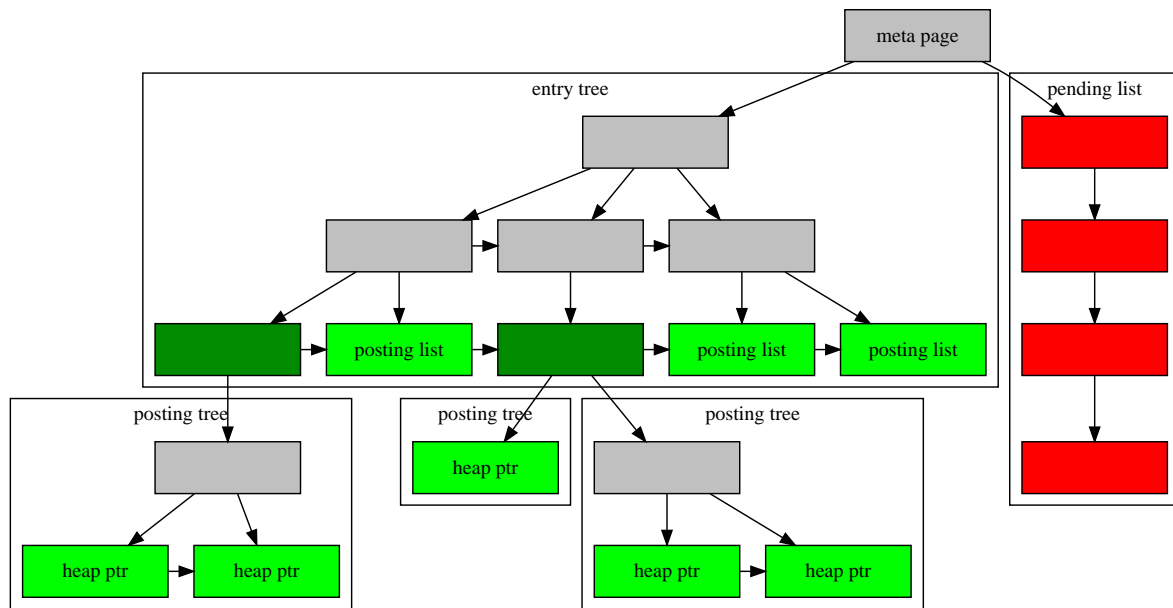 meta page
entry tree
pending list
posting list
posting list
posting list
posting tree
posting tree
posting tree
heap ptr
heap ptr
heap ptr
heap ptr
heap ptr